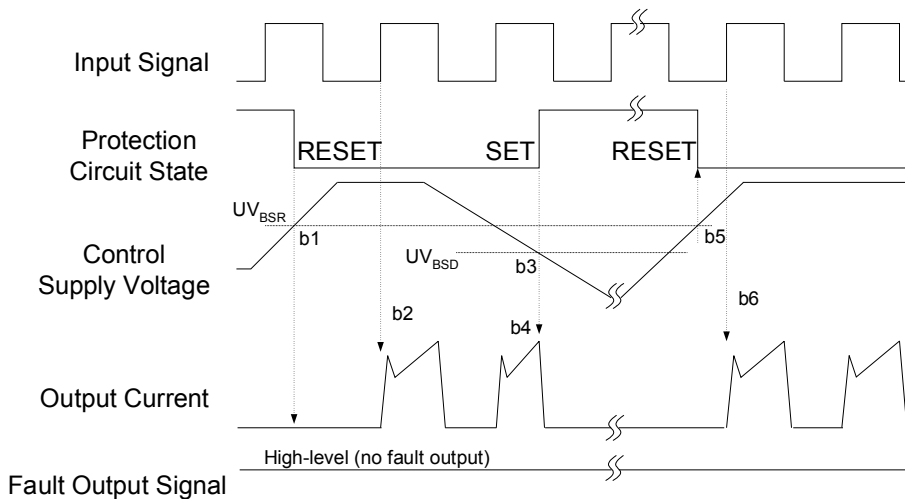 Input Signal
Protection
Circuit State
RESET
SET
RESET
UV_BSR
b1
UV_BSD
b3
b5
Control
Supply Voltage
b2
b4
b6
Output Current
High-level (no fault output)
Fault Output Signal